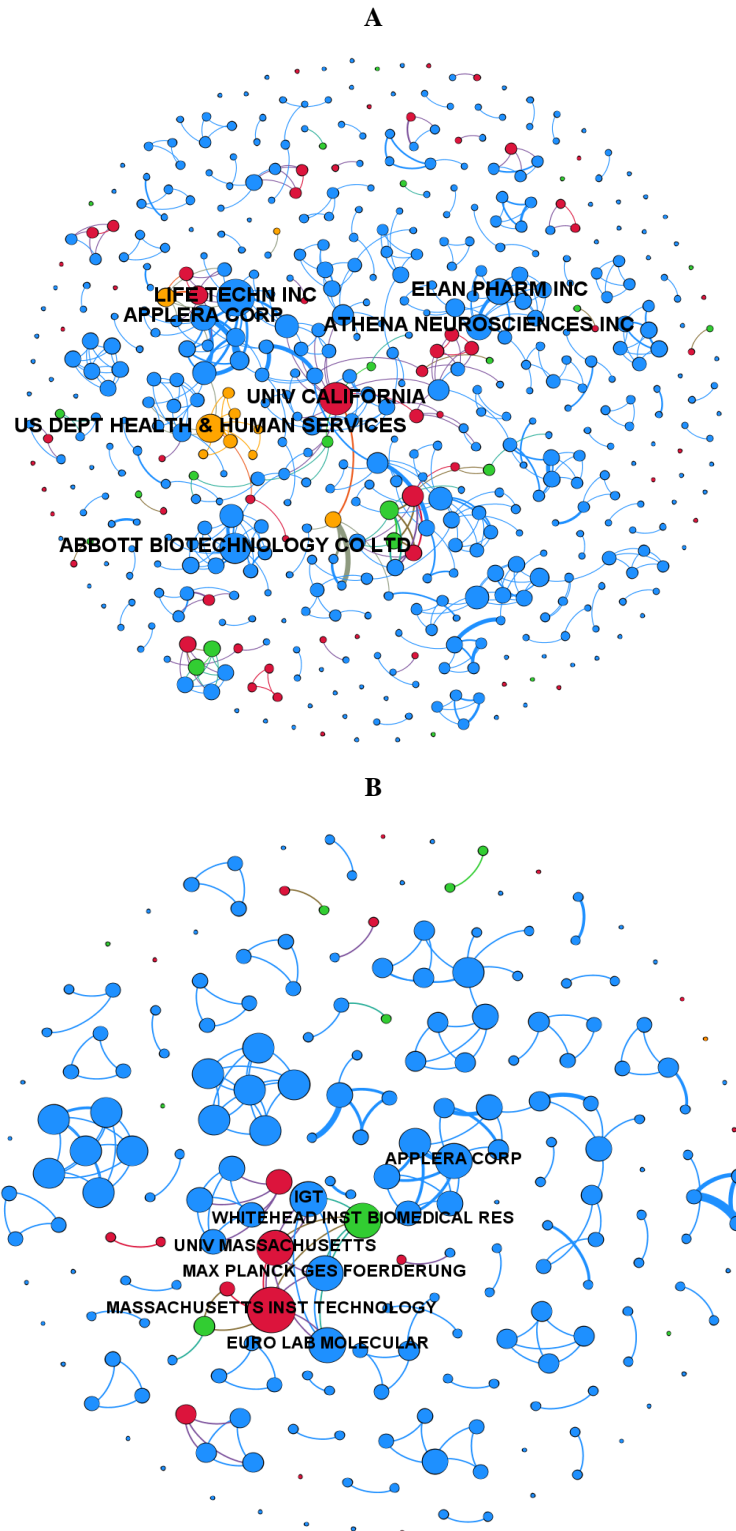 A
ELAN PHARM INC
LIFE TECHN INC
APPLERA CORP
ATHENA NEUROSCIENCES INC
UNIV CALIFORNIA
US DEPT HEALTH & HUMAN SERVICES
ABBOTT BIOTECHNOLOGY CO LTD
B
APPLERA CORP
IGT
WHITEHEAD INST BIOMEDICAL RES
UNIV MASSACHUSETTS
MAX PLANCK GES FOERDERUNG
MASSACHUSETTS INST TECHNOLOGY
EURO LAB MOLECULAR